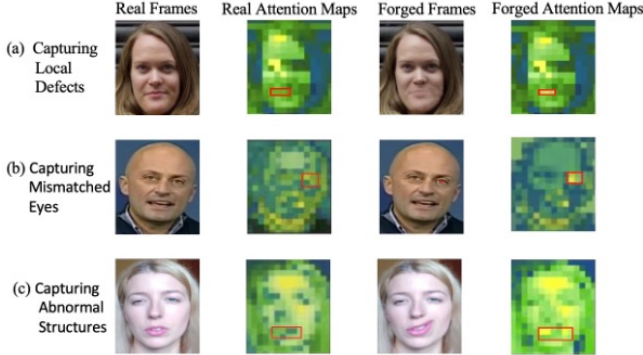 Real Frames Real Attention Maps Forged Frames Forged Attention Maps
(a) Capturing
Local
Defects
(b) Capturing
Mismatched
Eyes
(c) Capturing
Abnormal
Structures